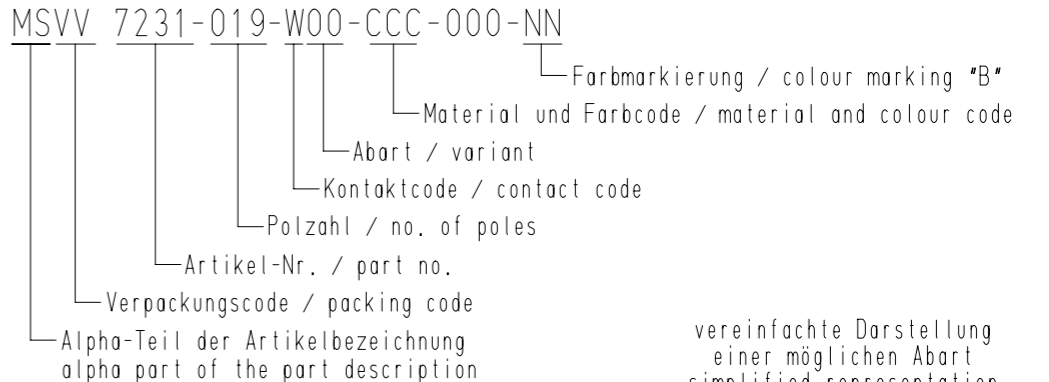 MSVV 7231-019-W00-CCC-000-NN
Farbmarkierung / colour marking "B"
Material und Farbcode / material and colour code
Abart / variant
Kontaktcode / contact code
Polzahl / no. of poles
Artikel-Nr. / part no.
Verpackungscode / packing code
Alpha-Teil der Artikelbezeichnung
alpha part of the part description
vereinfachte Darstellung
einer möglichen Abart
simplified representation